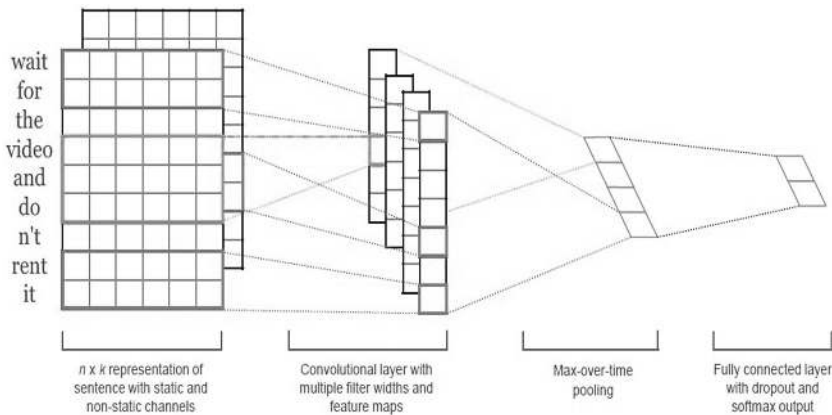 wait
for
the
video
and
do
n't
rent
it
n x k representation of
sentence with static and
non-static channels
Convolutional layer with
multiple filter widths and
feature maps
Max-over-time
pooling
Fully connected layer
with dropout and
softmax output